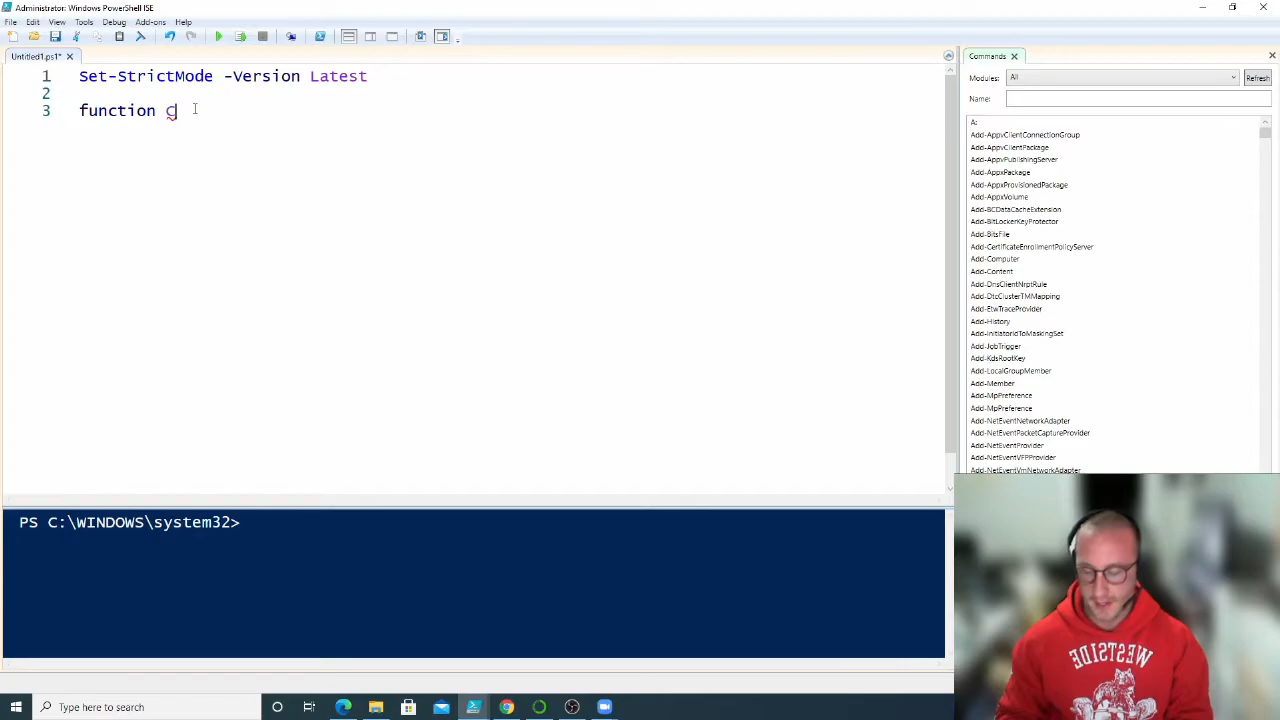 Administrator: Windows PowerShell ISE
File Edit View Tools Debug Add-ons Help
Untitled1.ps1* X
1 Set-StrictMode -Version Latest
2
3 function C
PS C:\WINDOWS\system32>
Commands X
Modules: All
Refresh
Name:
A:
Add-AppvClientConnectionGroup
Add-AppvClientPackage
Add-AppvPublishingServer
Add-AppxPackage
Add-AppxProvisionedPackage
Add-AppxVolume
Add-BCDataCacheExtension
Add-BitLockerKeyProtector
Add-BitsFile
Add-CertificateEnrollmentPolicyServer
Add-Computer
Add-Content
Add-DnsClientNrptRule
Add-DtcClusterTMMapping
Add-EtwTraceProvider
Add-History
Add-InitiatorIdToMaskingSet
Add-JobTrigger
Add-KdsRootKey
Add-LocalGroupMember
Add-Member
Add-MpPreference
Add-MpPreference
Add-NetEventNetworkAdapter
Add-NetEventPacketCaptureProvider
Add-NetEventProvider
Add-NetEventVFPProvider
Add-NetEventVmNetworkAdapter
WESTSIDE
Type here to search